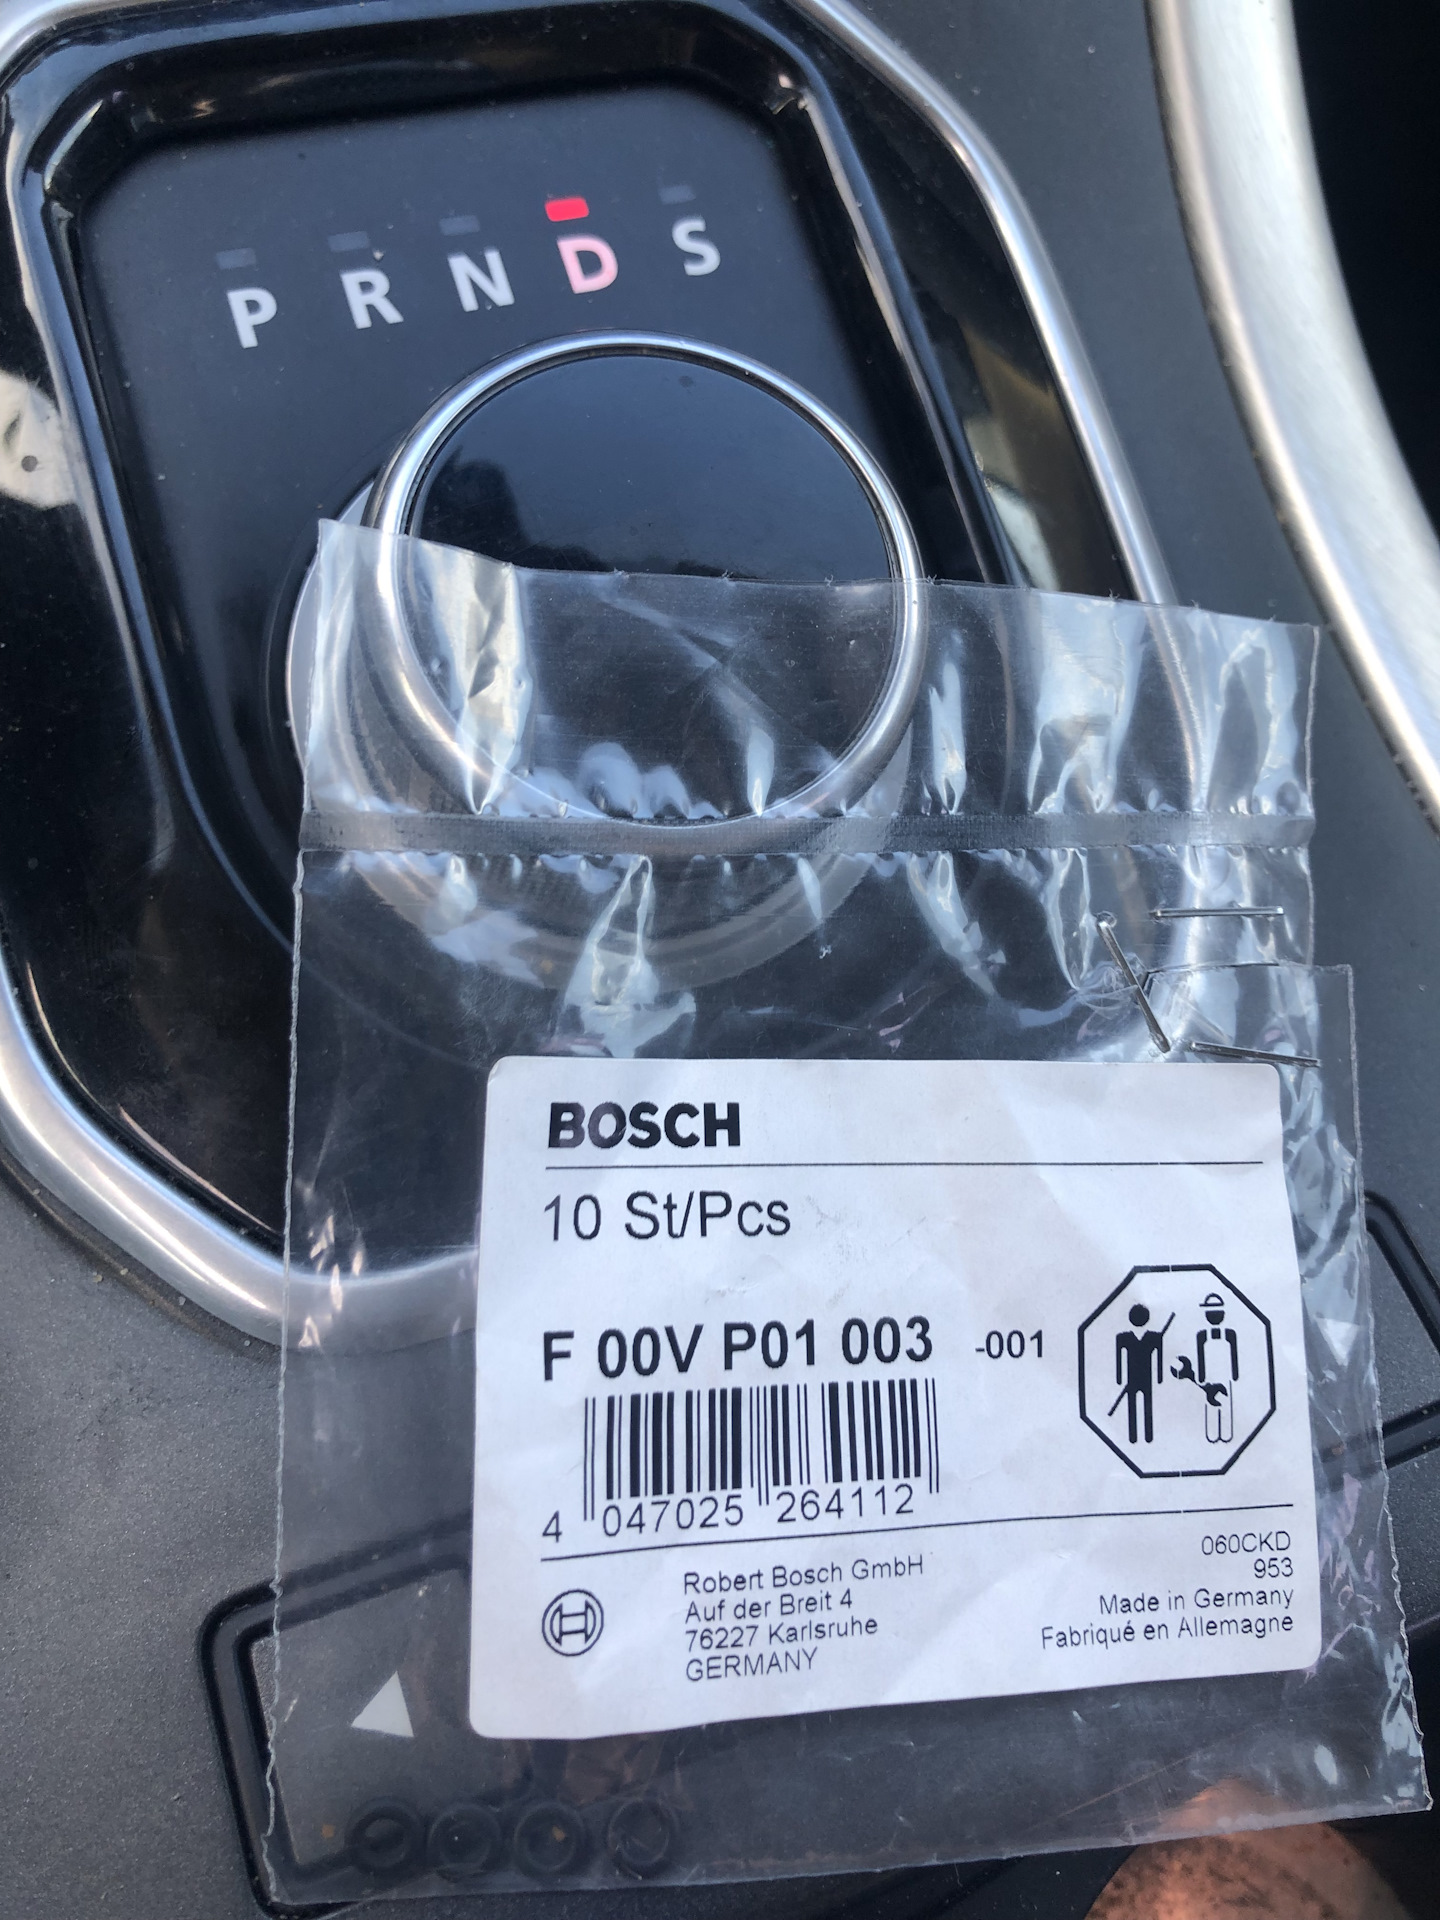 P R N D S
BOSCH
10 St/Pcs
F 00V P01 003 -001
4 047025 264112
Robert Bosch GmbH
Auf der Breit 4
76227 Karlsruhe
GERMANY
060CKD
953
Made in Germany
Fabriqué en Allemagne